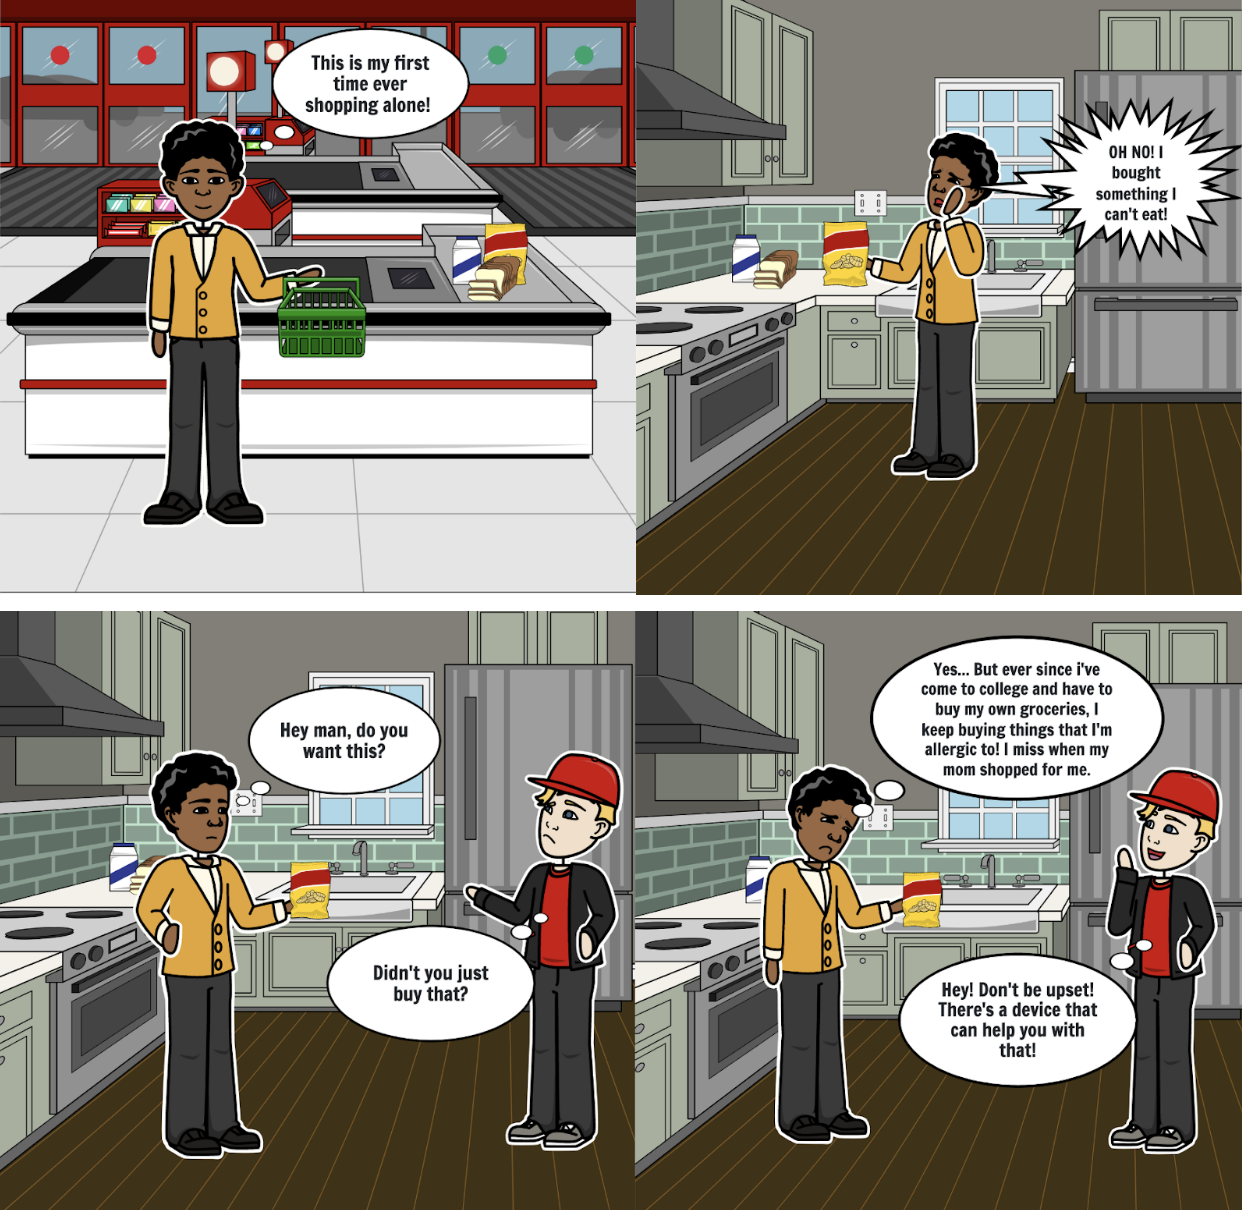 This is my first
time ever
shopping alone!
OH NO! I
bought
something I
can't eat!
Hey man, do you
want this?
Didn't you just
buy that?
Yes... But ever since i've
come to college and have to
buy my own groceries, I
keep buying things that I'm
allergic to! I miss when my
mom shopped for me.
Hey! Don't be upset!
There's a device that
can help you with
that!